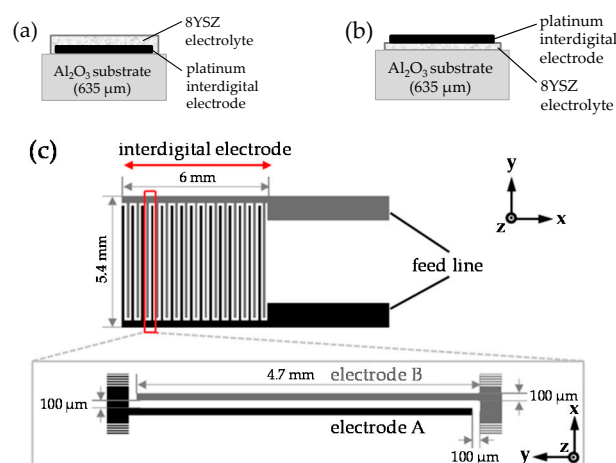 (a)
8YSZ
electrolyte
Al₂O₃ substrate
(635 µm)
platinum
interdigital
electrode
(b)
platinum
interdigital
electrode
Al₂O₃ substrate
(635 µm)
8YSZ
electrolyte
(c)
interdigital electrode
6 mm
5.4 mm
feed line
y
z
x
4.7 mm
electrode B
100 µm
100 µm
electrode A
100 µm
x
y
z